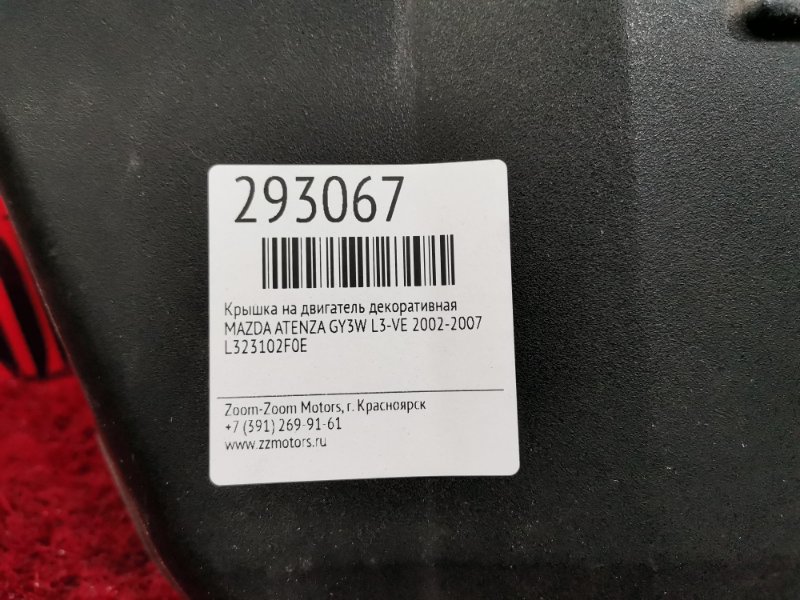 293067
Крышка на двигатель декоративная
MAZDA ATENZA GY3W L3-VE 2002-2007
L323102F0E
Zoom-Zoom Motors, г. Красноярск
+7 (391) 269-91-61
www.zzmotors.ru